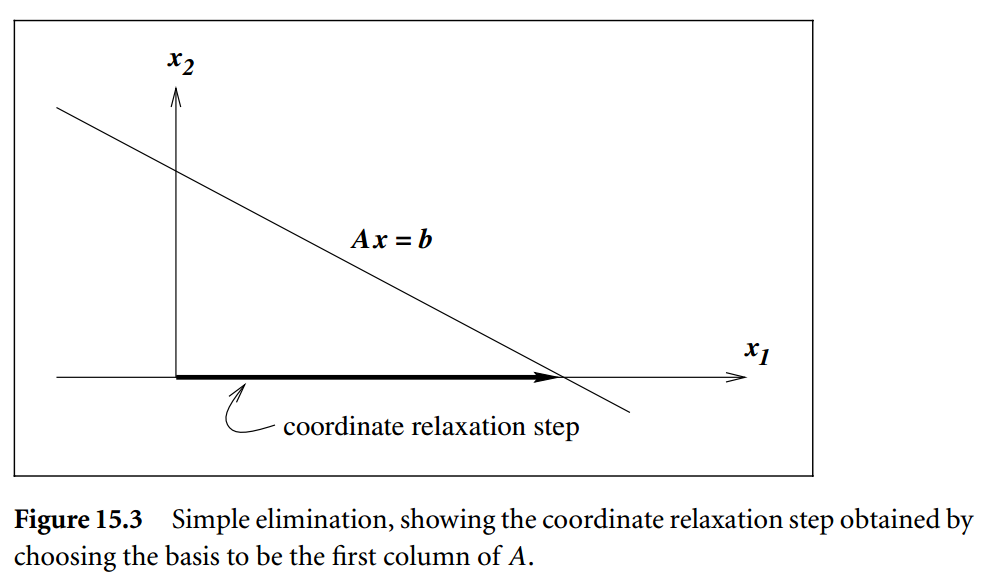 x2
Ax = b
x1
coordinate relaxation step
Figure 15.3 Simple elimination, showing the coordinate relaxation step obtained by
choosing the basis to be the first column of A.